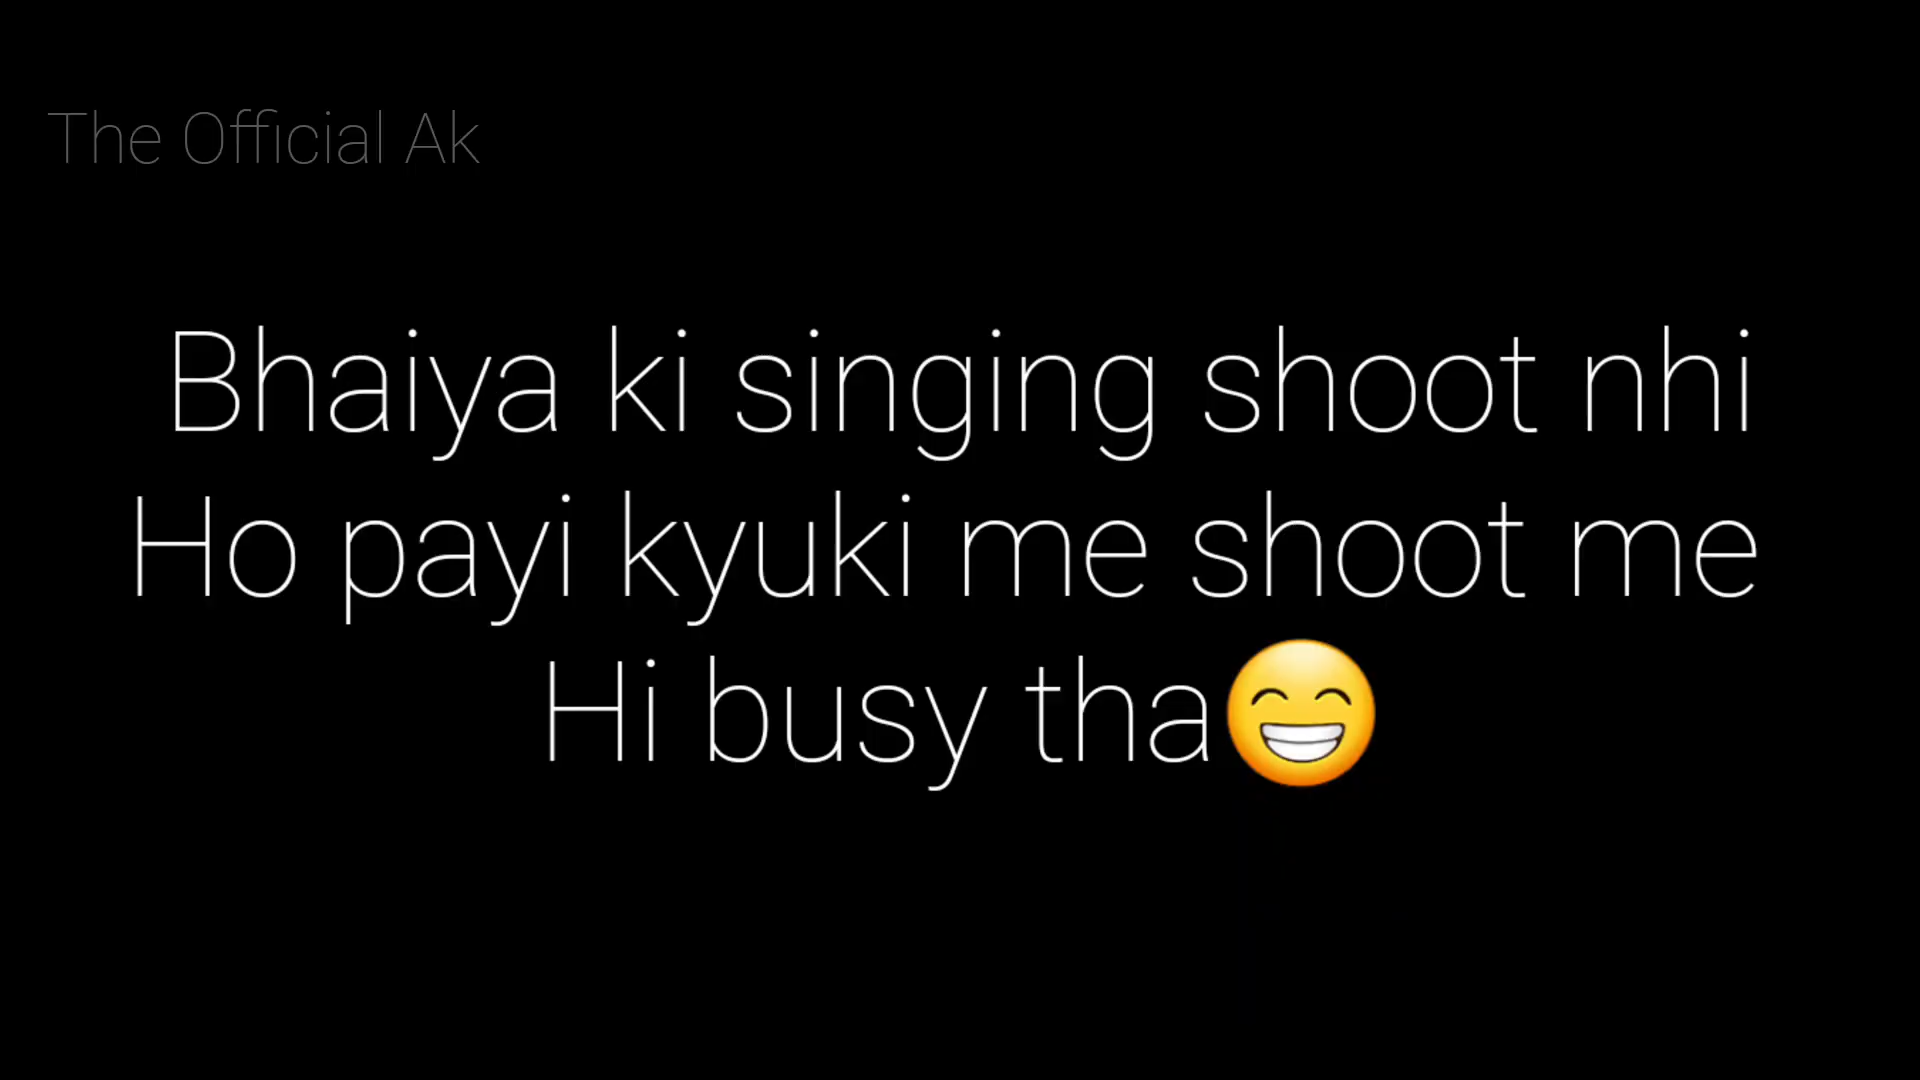 The Official Ak
Bhaiya ki singing shoot nhi
Ho payi kyuki me shoot me
Hi busy tha😁